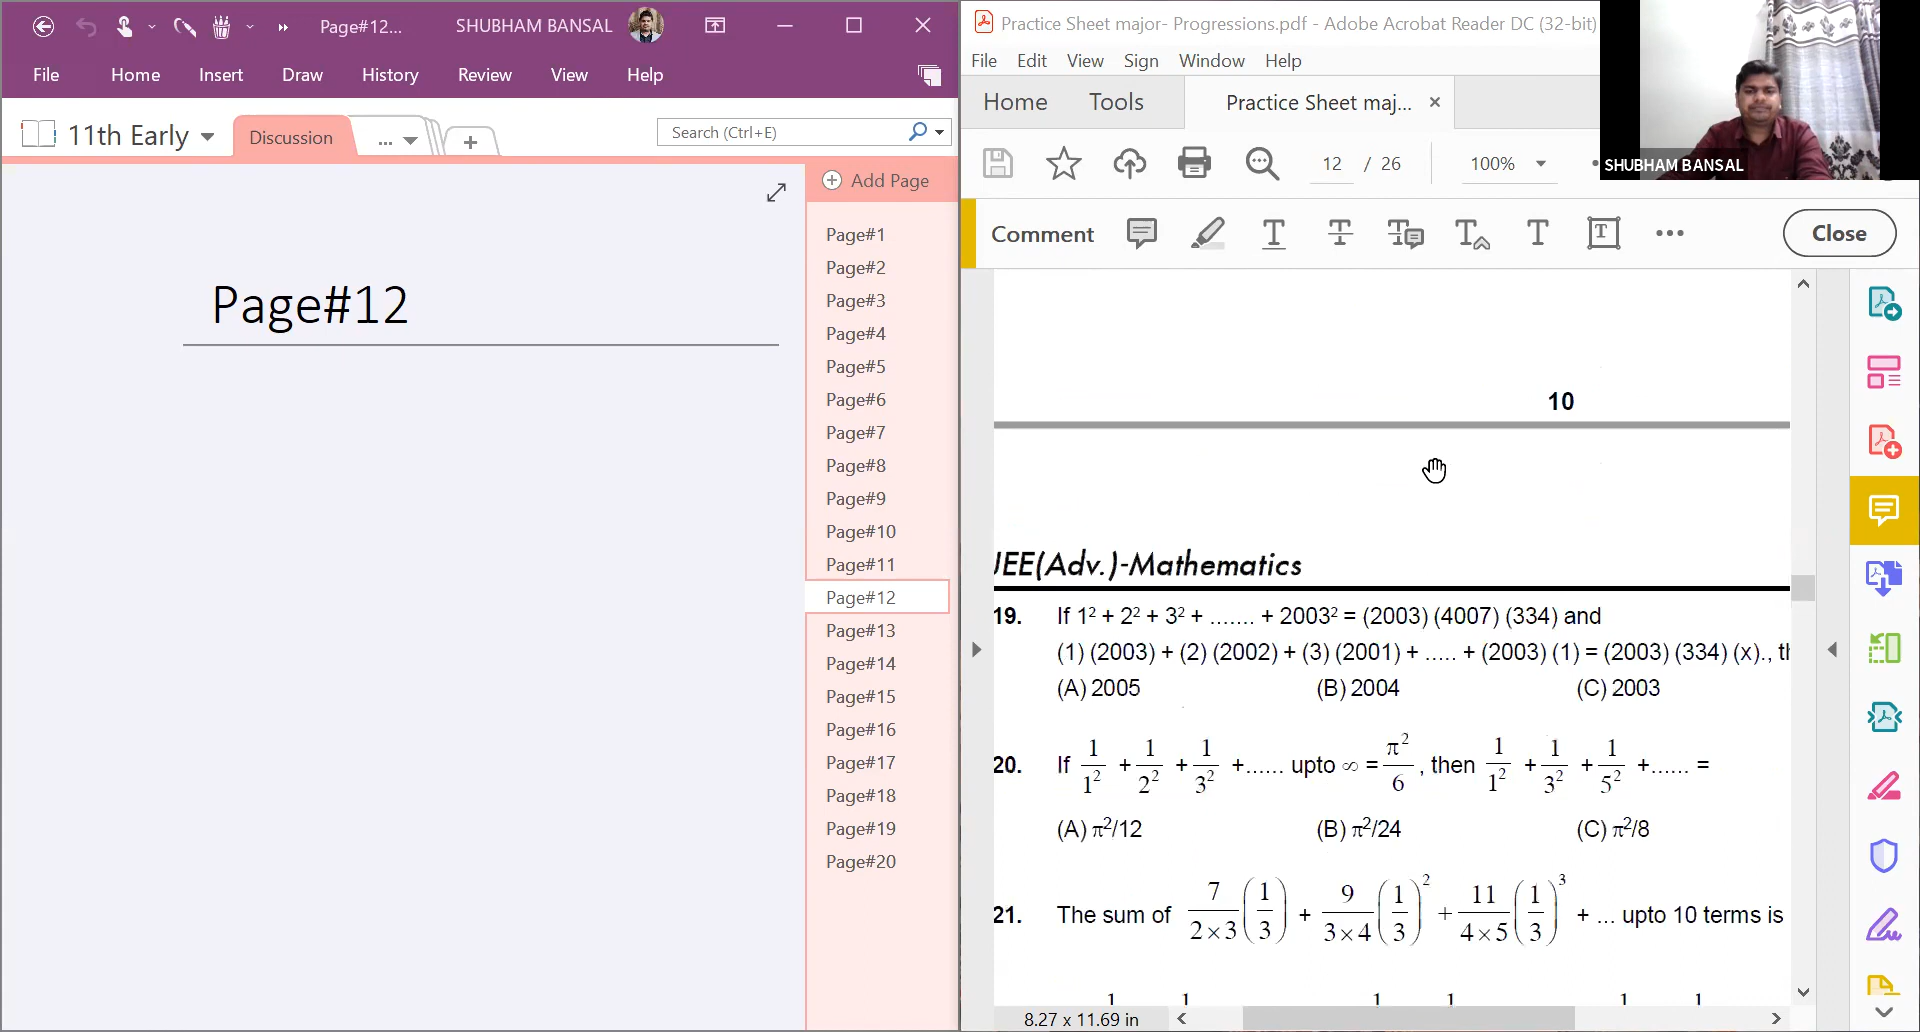 Page#12...
SHUBHAM BANSAL
File Home Insert Draw History Review View Help
11th Early
Discussion
...
Search (Ctrl+E)
Add Page
Page#12
Page#1
Page#2
Page#3
Page#4
Page#5
Page#6
Page#7
Page#8
Page#9
Page#10
Page#11
Page#12
Page#13
Page#14
Page#15
Page#16
Page#17
Page#18
Page#19
Page#20
Practice Sheet major- Progressions.pdf - Adobe Acrobat Reader DC (32-bit)
File Edit View Sign Window Help
Home Tools Practice Sheet maj... ×
12 / 26 100%
SHUBHAM BANSAL
Comment Close
10
JEE(Adv.)-Mathematics
19. If 1² + 2² + 3² + ....... + 2003² = (2003) (4007) (334) and
(1) (2003) + (2) (2002) + (3) (2001) + ..... + (2003) (1) = (2003) (334) (x).,
(A) 2005 (B) 2004 (C) 2003
20. If 1/1² + 1/2² + 1/3² +...... upto ∞ = π²/6, then 1/1² + 1/3² + 1/5² +...... =
(A) π²/12 (B) π²/24 (C) π²/8
21. The sum of 7/(2×3) (1/3) + 9/(3×4) (1/3)² + 11/(4×5) (1/3)³ + ... upto 10 terms is
1 1 1 1 1 1
8.27 x 11.69 in